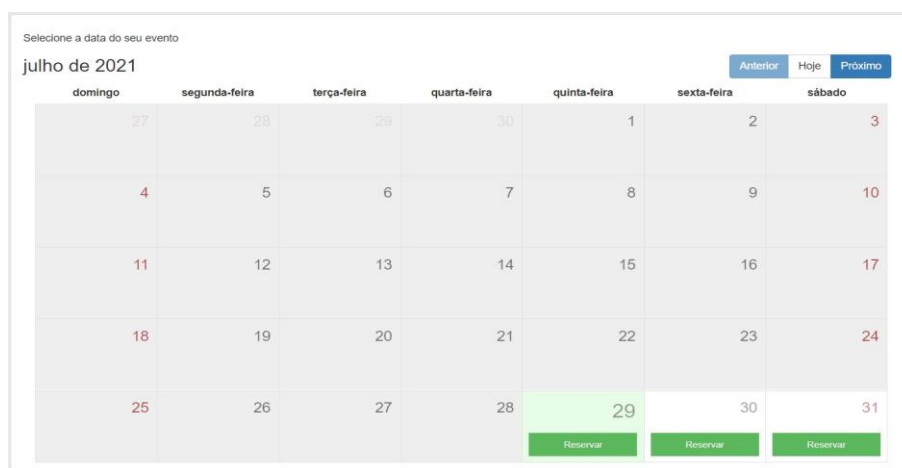 Selecione a data do seu evento
julho de 2021 Anterior Hoje Próximo
domingo segunda-feira terça-feira quarta-feira quinta-feira sexta-feira sábado
27 28 29 30 1 2 3
4 5 6 7 8 9 10
11 12 13 14 15 16 17
18 19 20 21 22 23 24
25 26 27 28 29 30 31
Reservar Reservar Reservar